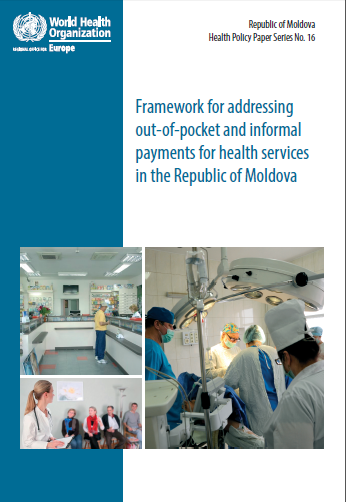 World Health
Organization
REGIONAL OFFICE FOR Europe
Republic of Moldova
Health Policy Paper Series No. 16
Framework for addressing
out-of-pocket and informal
payments for health services
in the Republic of Moldova